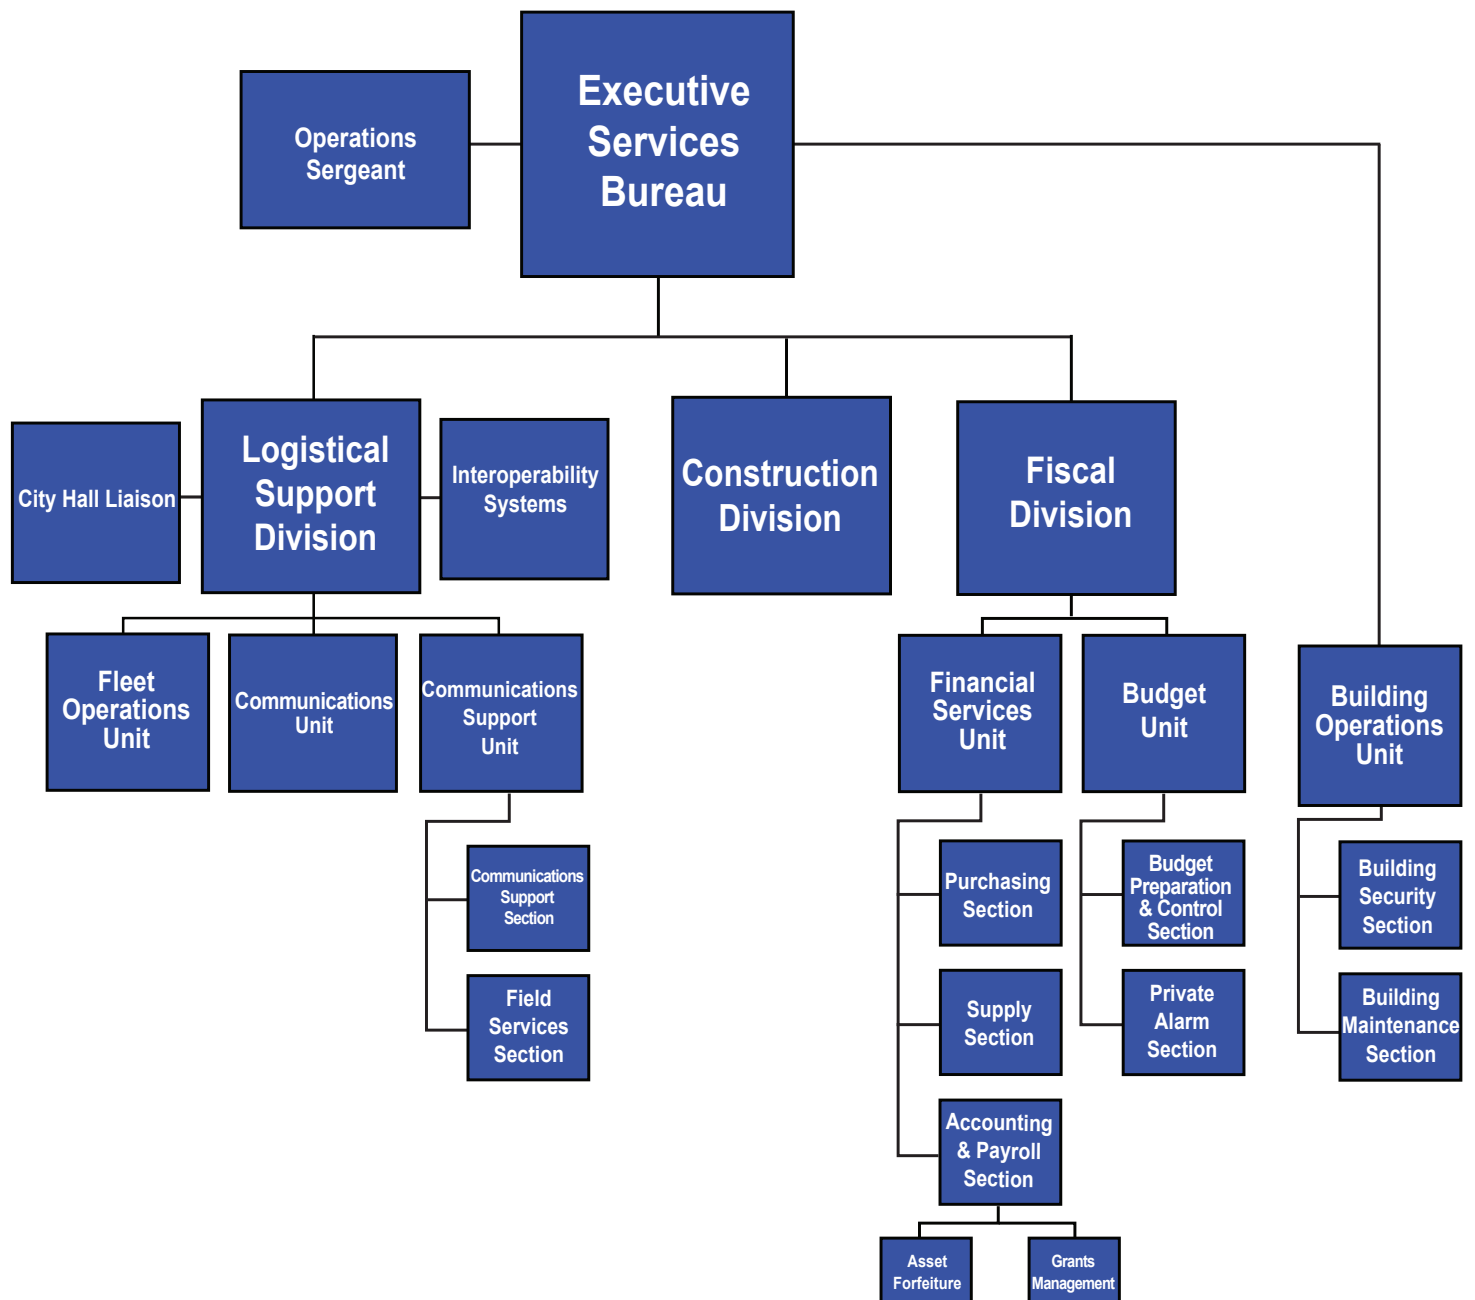 Executive
Services
Bureau
Operations
Sergeant
City Hall Liaison
Logistical
Support
Division
Interoperability
Systems
Construction
Division
Fiscal
Division
Fleet
Operations
Unit
Communications
Unit
Communications
Support
Unit
Financial
Services
Unit
Budget
Unit
Building
Operations
Unit
Communications
Support
Section
Field
Services
Section
Purchasing
Section
Supply
Section
Accounting
& Payroll
Section
Budget
Preparation
& Control
Section
Private
Alarm
Section
Building
Security
Section
Building
Maintenance
Section
Asset
Forfeiture
Grants
Management